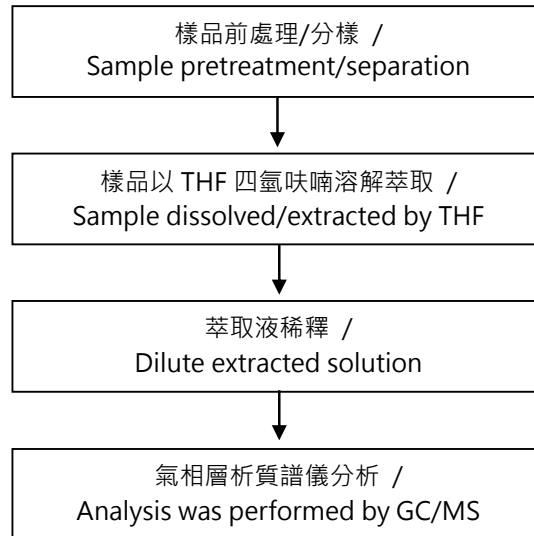 樣品前處理/分樣 /
Sample pretreatment/separation
樣品以 THF 四氫呋喃溶解萃取 /
Sample dissolved/extracted by THF
萃取液稀釋 /
Dilute extracted solution
氣相層析質譜儀分析 /
Analysis was performed by GC/MS